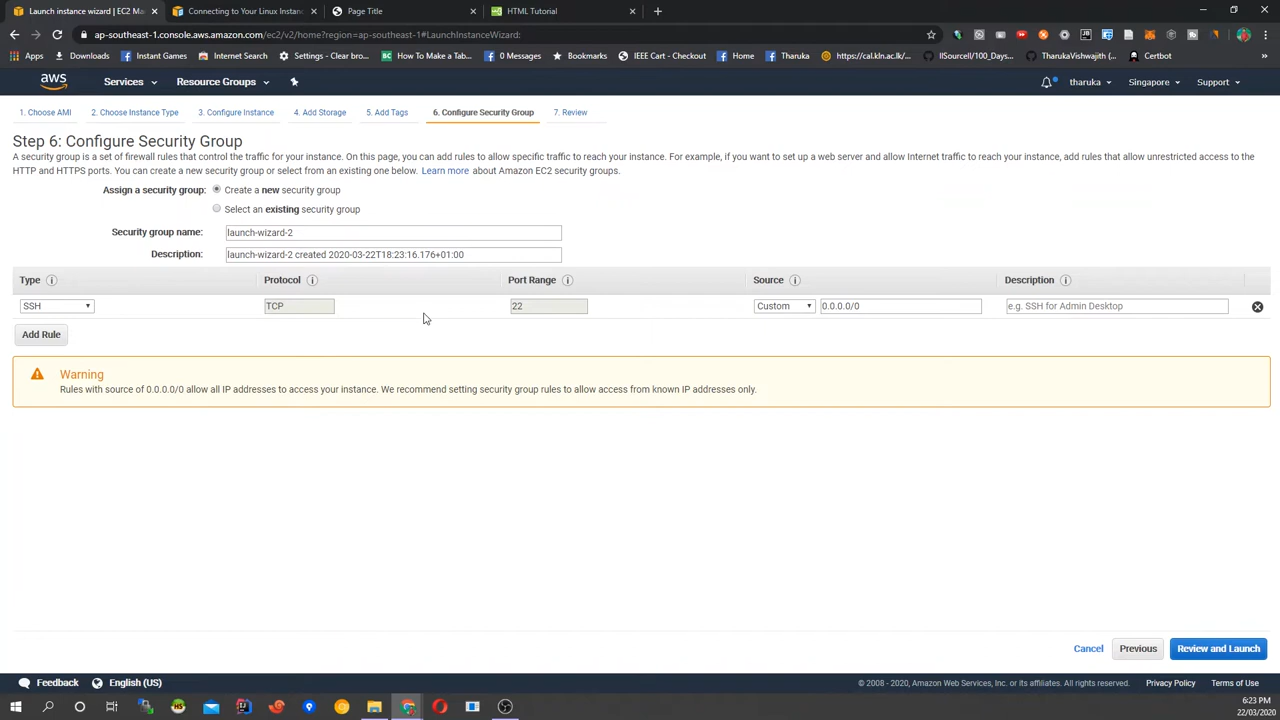 Launch instance wizard | EC2 Ma
Connecting to Your Linux Instanc
Page Title
HTML Tutorial
ap-southeast-1.console.aws.amazon.com/ec2/v2/home?region=ap-southeast-1#LaunchInstanceWizard:
Apps
Downloads
Instant Games
Internet Search
Settings - Clear bro...
How To Make a Tab...
0 Messages
Bookmarks
IEEE Cart - Checkout
Home
Tharuka
https://cal.kln.ac.lk/...
llSourcell/100_Days...
TharukaVishwajith (...
Certbot
aws
Services
Resource Groups
tharuka
Singapore
Support
1. Choose AMI
2. Choose Instance Type
3. Configure Instance
4. Add Storage
5. Add Tags
6. Configure Security Group
7. Review
Step 6: Configure Security Group
A security group is a set of firewall rules that control the traffic for your instance. On this page, you can add rules to allow specific traffic to reach your instance. For example, if you want to set up a web server and allow Internet traffic to reach your instance, add rules that allow unrestricted access to the
HTTP and HTTPS ports. You can create a new security group or select from an existing one below. Learn more about Amazon EC2 security groups.
Assign a security group:
Create a new security group
Select an existing security group
Security group name:
launch-wizard-2
Description:
launch-wizard-2 created 2020-03-22T18:23:16.176+01:00
Type
Protocol
Port Range
Source
Description
SSH
TCP
22
Custom
0.0.0.0/0
e.g. SSH for Admin Desktop
Add Rule
Warning
Rules with source of 0.0.0.0/0 allow all IP addresses to access your instance. We recommend setting security group rules to allow access from known IP addresses only.
Cancel
Previous
Review and Launch
Feedback
English (US)
© 2008 - 2020, Amazon Web Services, Inc. or its affiliates. All rights reserved.
Privacy Policy
Terms of Use
6:23 PM
22/03/2020